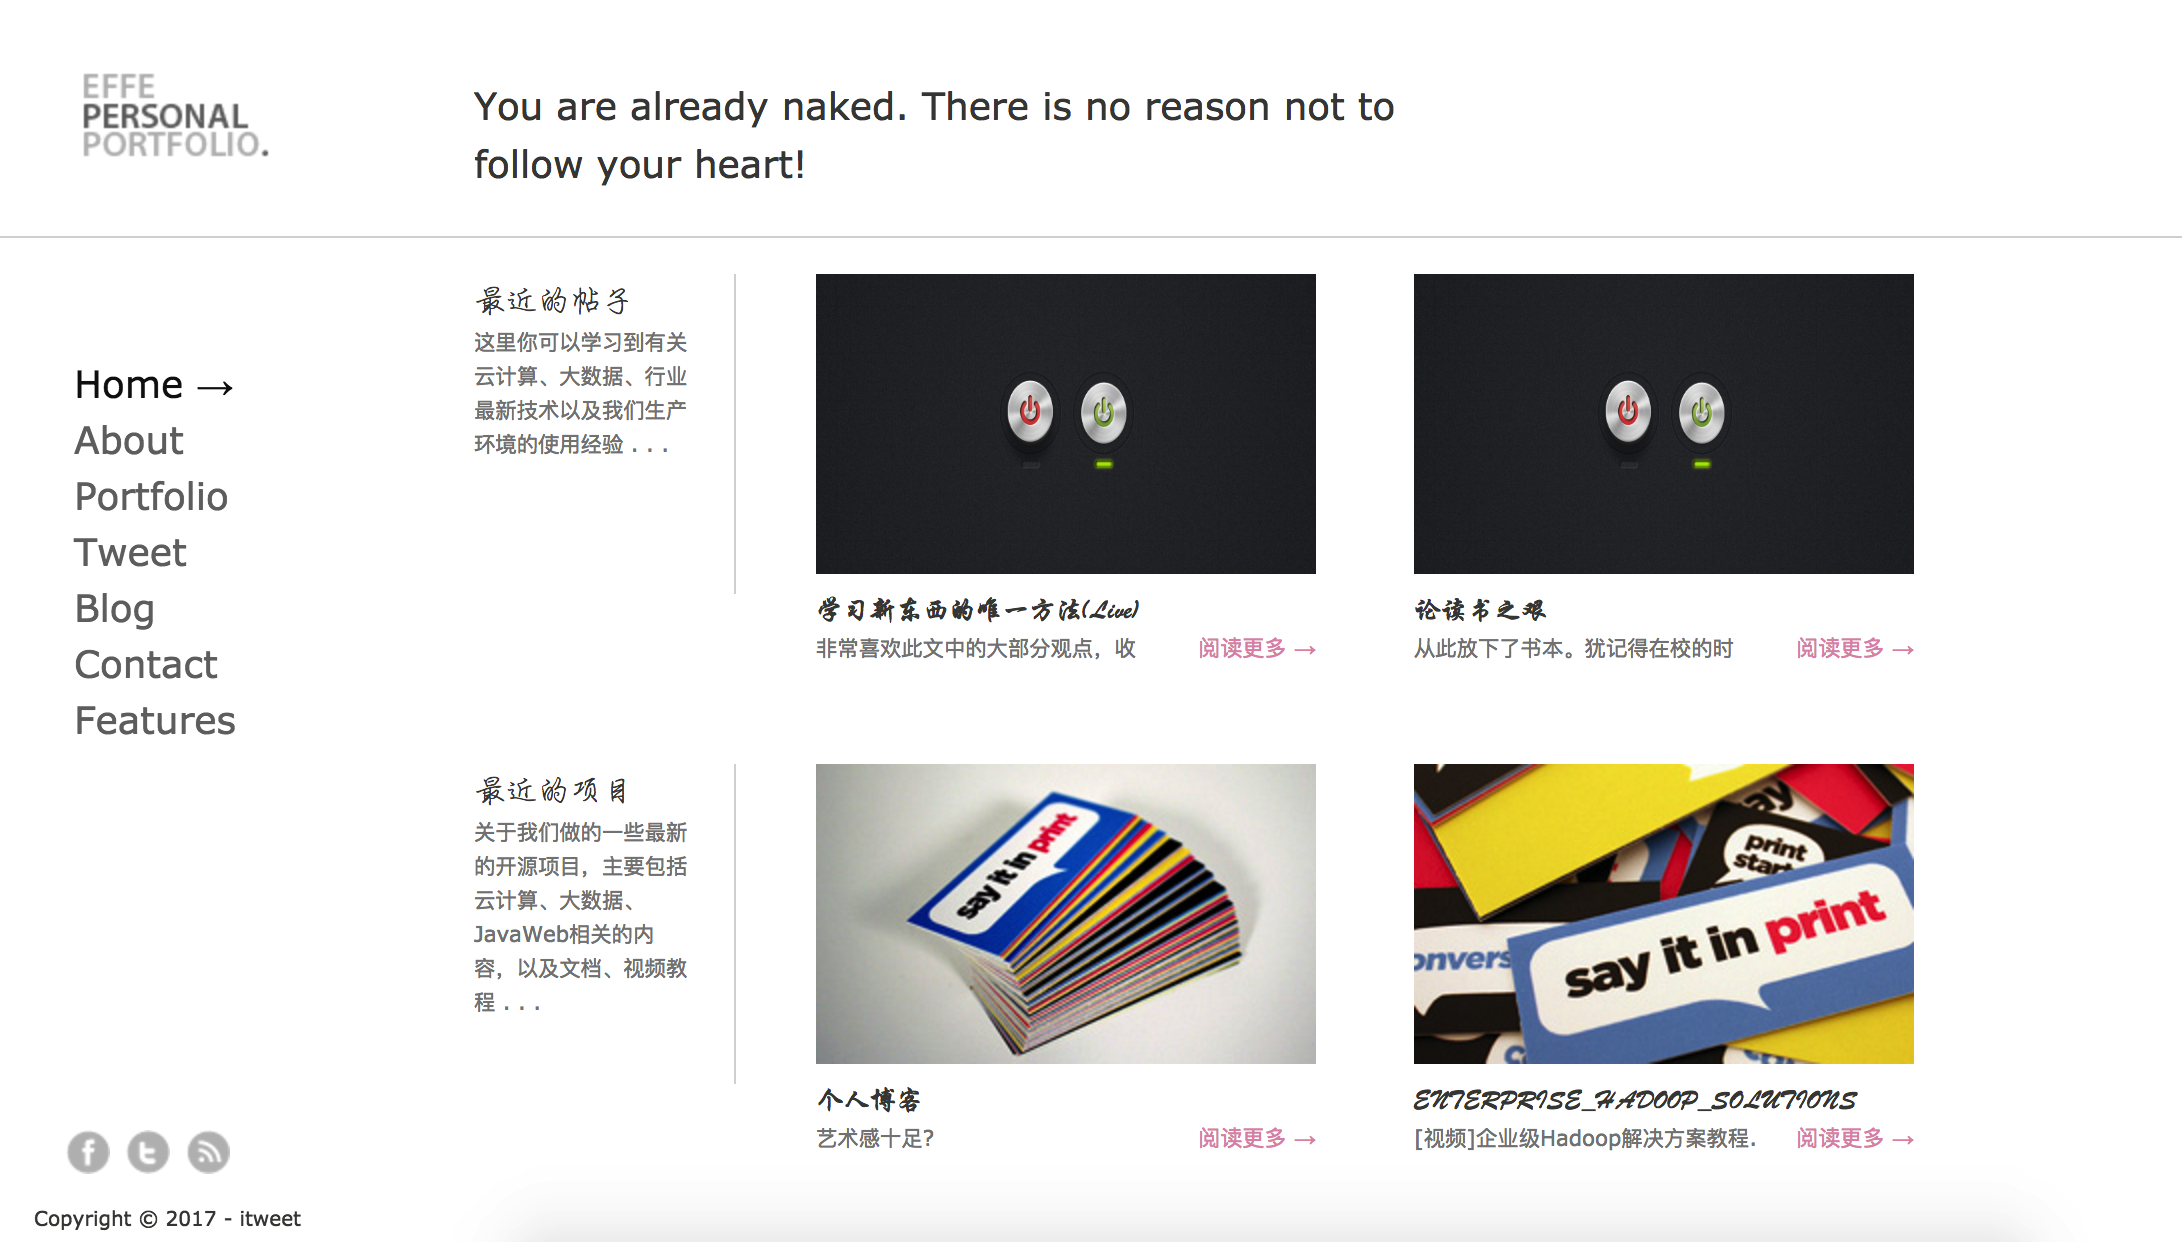 EFFE
PERSONAL
PORTFOLIO.
You are already naked. There is no reason not to
follow your heart!
Home →
About
Portfolio
Tweet
Blog
Contact
Features
最近的帖子
这里你可以学习到有关
云计算、大数据、行业
最新技术以及我们生产
环境的使用经验 . . .
学习新东西的唯一方法(Live)
非常喜欢此文中的大部分观点，收
阅读更多 →
论读书之艰
从此放下了书本。犹记得在校的时
阅读更多 →
最近的项目
关于我们做的一些最新
的开源项目，主要包括
云计算、大数据、
JavaWeb相关的内
容，以及文档、视频教
程 . . .
say it in print
个人博客
艺术感十足?
阅读更多 →
say
print
start
say it in print
ENTERPRISE_HADOOP_SOLUTIONS
[视频]企业级Hadoop解决方案教程.
阅读更多 →
Copyright © 2017 - itweet